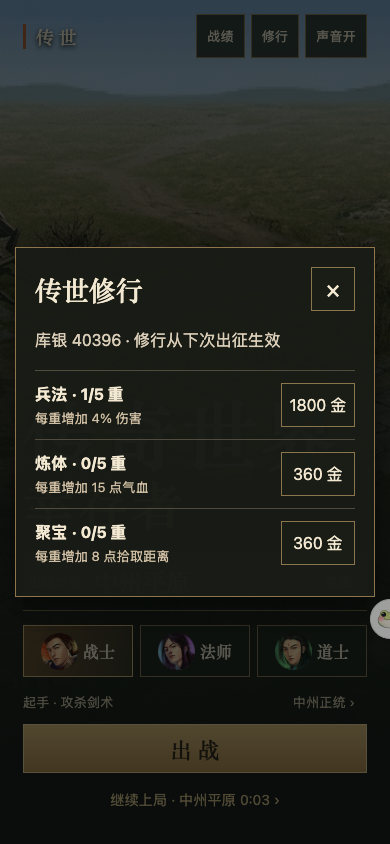 传世
战绩
修行
声音开
传世修行
×
库银 40396 · 修行从下次出征生效
兵法 · 1/5 重
每重增加 4% 伤害
1800 金
炼体 · 0/5 重
每重增加 15 点气血
360 金
聚宝 · 0/5 重
每重增加 8 点拾取距离
360 金
战士
法师
道士
起手 · 攻杀剑术
中州正统 ›
出战
继续上局 · 中州平原 0:03 ›